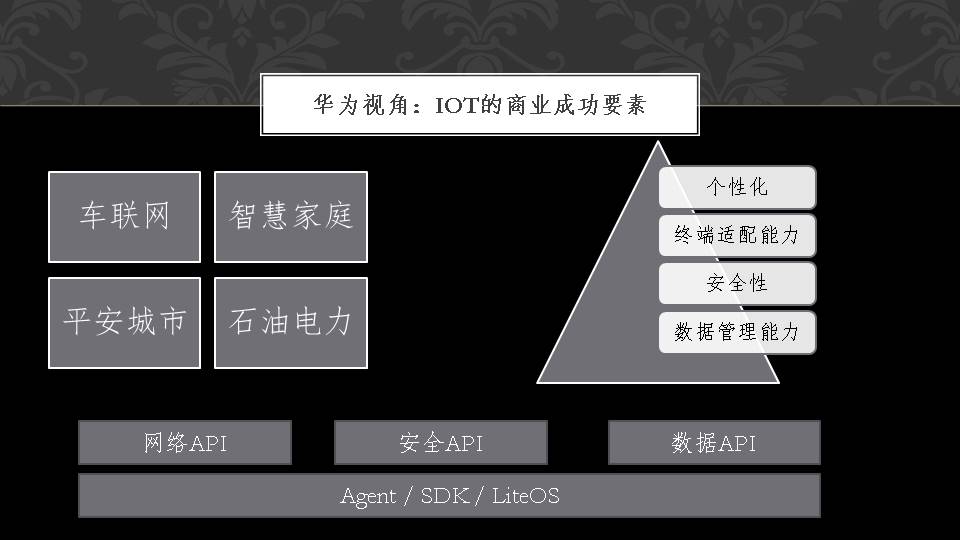 华为视角：IOT的商业成功要素
车联网
智慧家庭
平安城市
石油电力
个性化
终端适配能力
安全性
数据管理能力
网络API
安全API
数据API
Agent / SDK / LiteOS